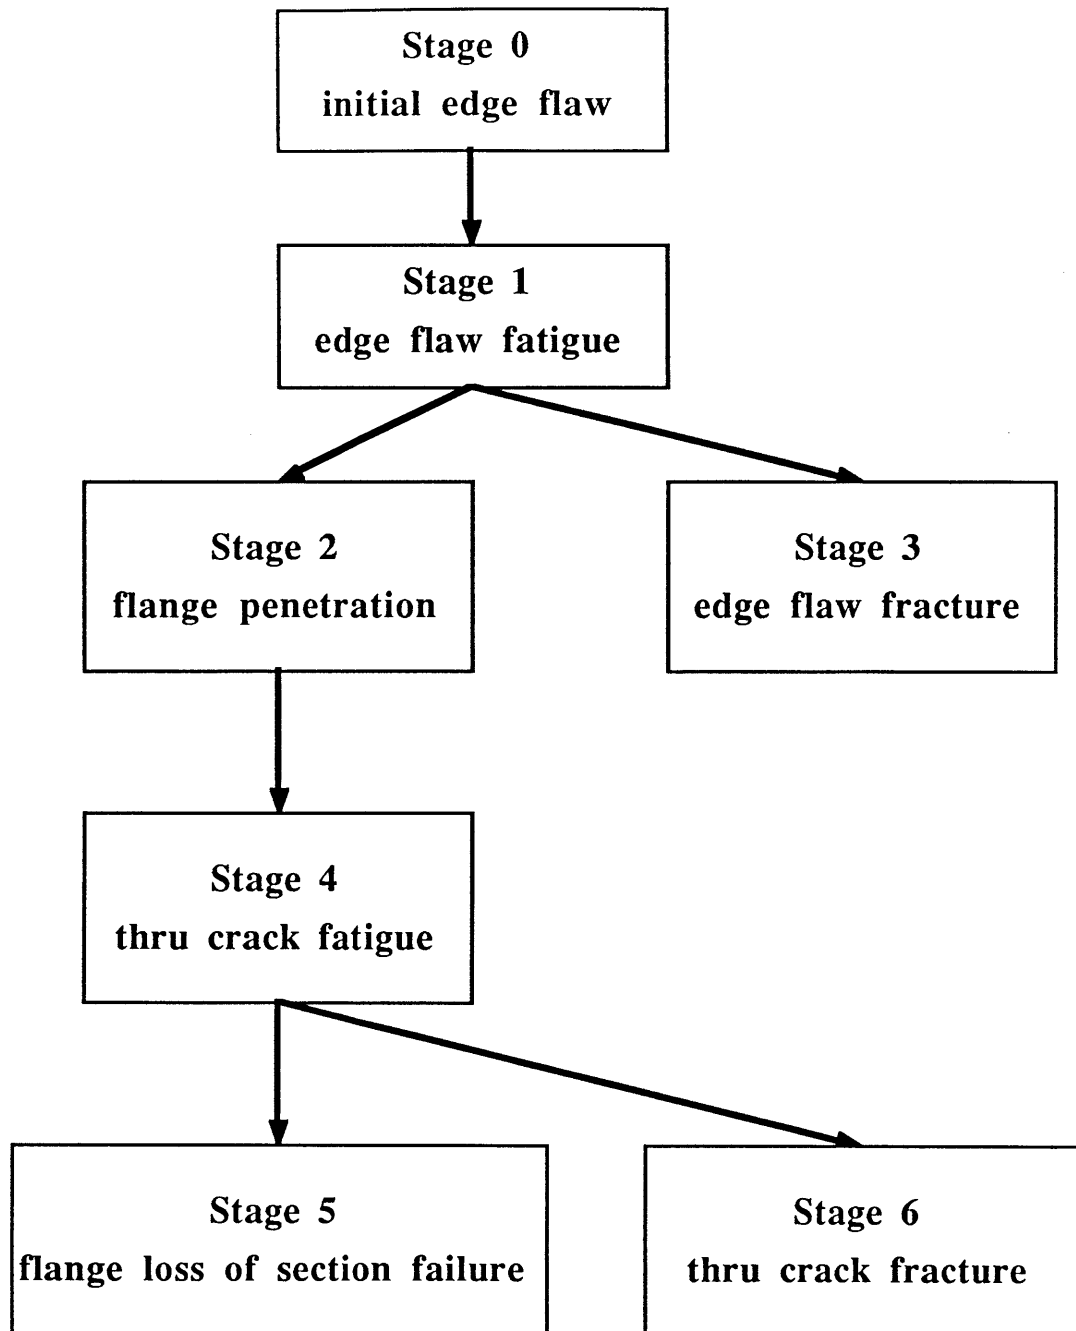 Stage 0
initial edge flaw
Stage 1
edge flaw fatigue
Stage 2
flange penetration
Stage 3
edge flaw fracture
Stage 4
thru crack fatigue
Stage 5
flange loss of section failure
Stage 6
thru crack fracture